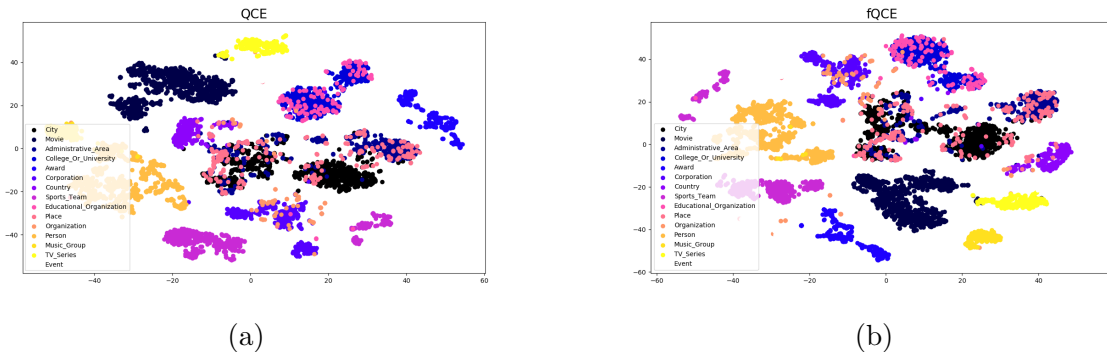 QCE
40
20
0
−20
−40
−40
−20
0
20
40
60
City
Movie
Administrative_Area
College_Or_University
Award
Corporation
Country
Sports_Team
Educational_Organization
Place
Organization
Person
Music_Group
TV_Series
Event
(a)
fQCE
40
20
0
−20
−40
−60
−60
−40
−20
0
20
40
City
Movie
Administrative_Area
College_Or_University
Award
Corporation
Country
Sports_Team
Educational_Organization
Place
Organization
Person
Music_Group
TV_Series
Event
(b)